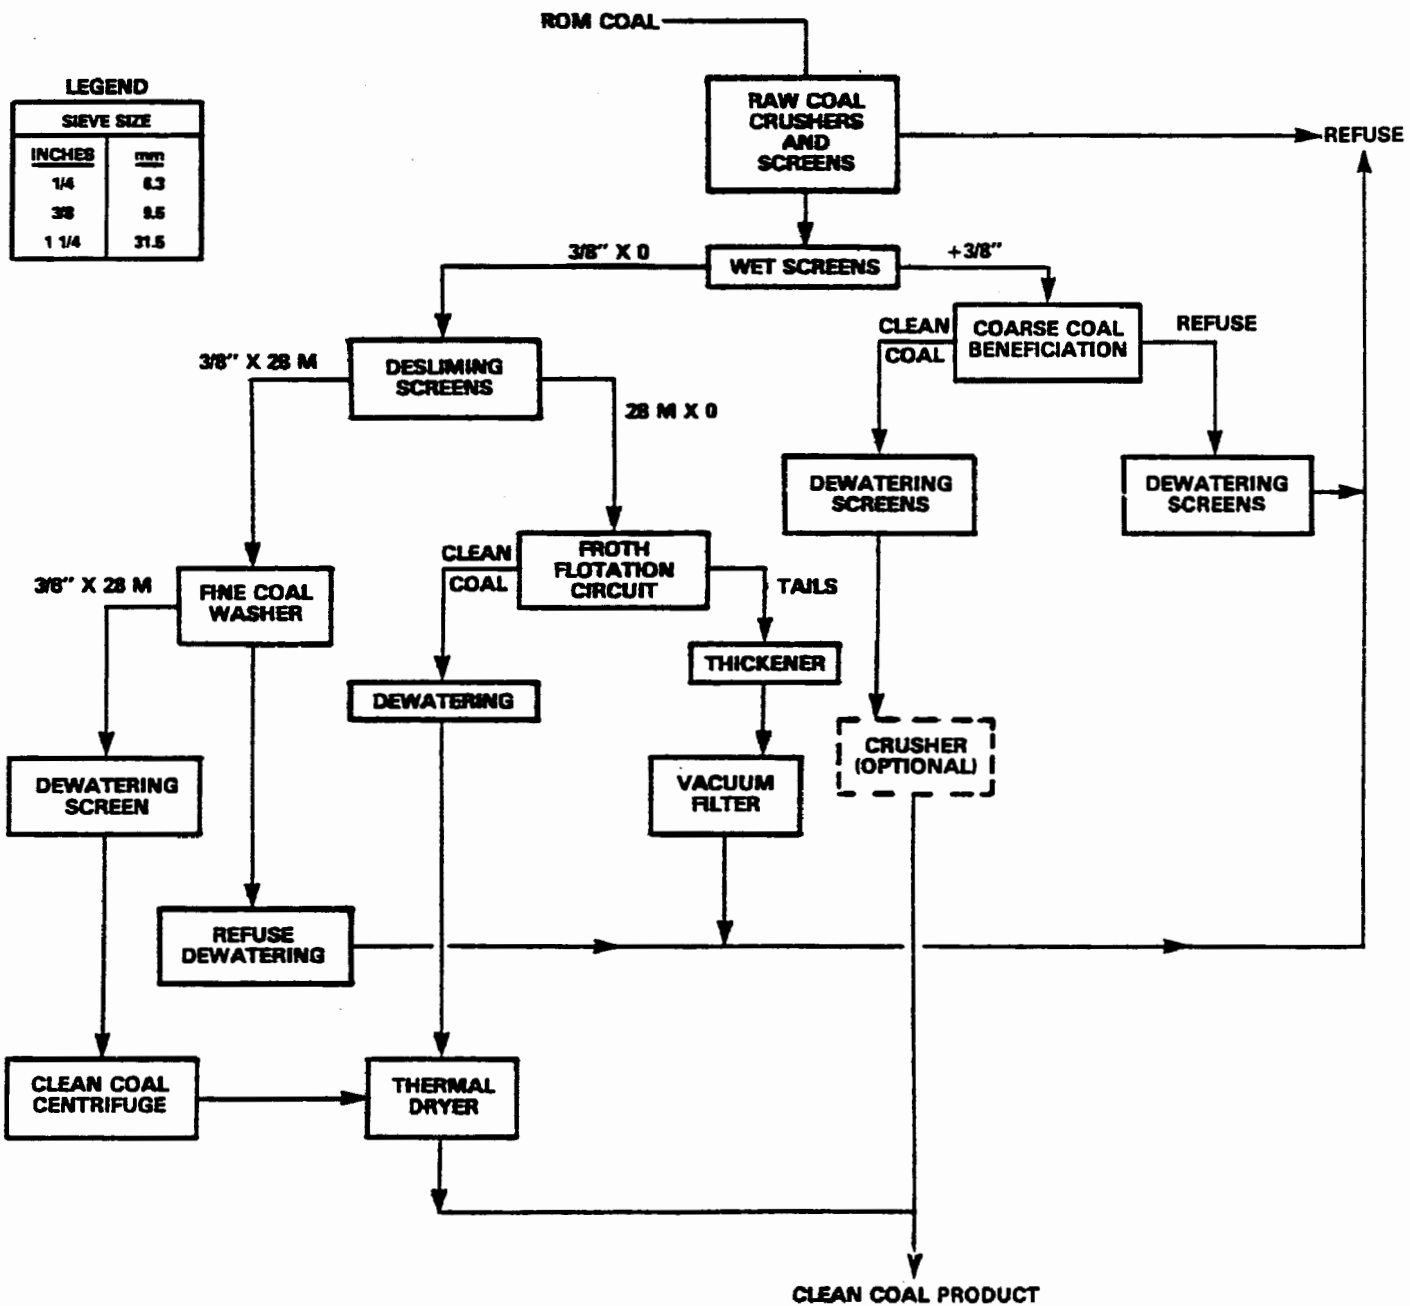 ROM COAL
LEGEND
SIEVE SIZE
INCHES mm
1/4 6.3
3/8 9.5
1 1/4 31.5
RAW COAL
CRUSHERS
AND
SCREENS
REFUSE
3/8" X 0
WET SCREENS
+3/8"
CLEAN
COAL
COARSE COAL
BENEFICIATION
REFUSE
3/8" X 28 M
DESLIMING
SCREENS
28 M X 0
DEWATERING
SCREENS
DEWATERING
SCREENS
CLEAN
COAL
FROTH
FLOTATION
CIRCUIT
TAILS
3/8" X 28 M
FINE COAL
WASHER
THICKENER
DEWATERING
CRUSHER
(OPTIONAL)
DEWATERING
SCREEN
VACUUM
FILTER
REFUSE
DEWATERING
CLEAN COAL
CENTRIFUGE
THERMAL
DRYER
CLEAN COAL PRODUCT